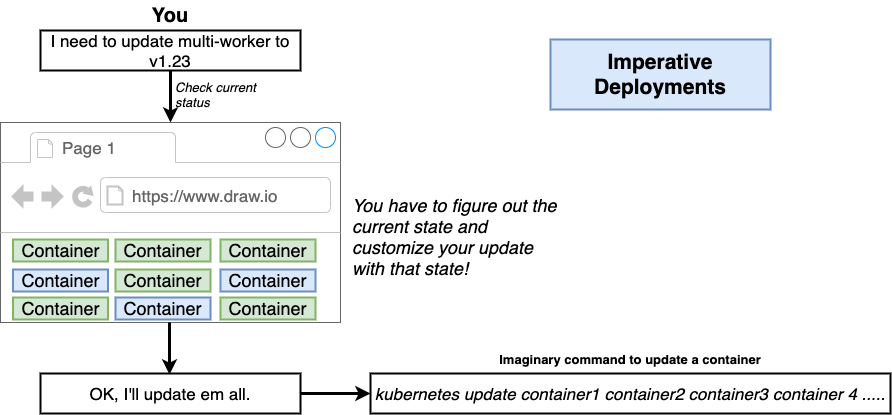 You
I need to update multi-worker to
v1.23
Check current
status
Imperative
Deployments
Page 1
https://www.draw.io
Container Container Container
Container Container Container
Container Container Container
You have to figure out the
current state and
customize your update
with that state!
OK, I'll update em all.
Imaginary command to update a container
kubernetes update container1 container2 container3 container 4 .....